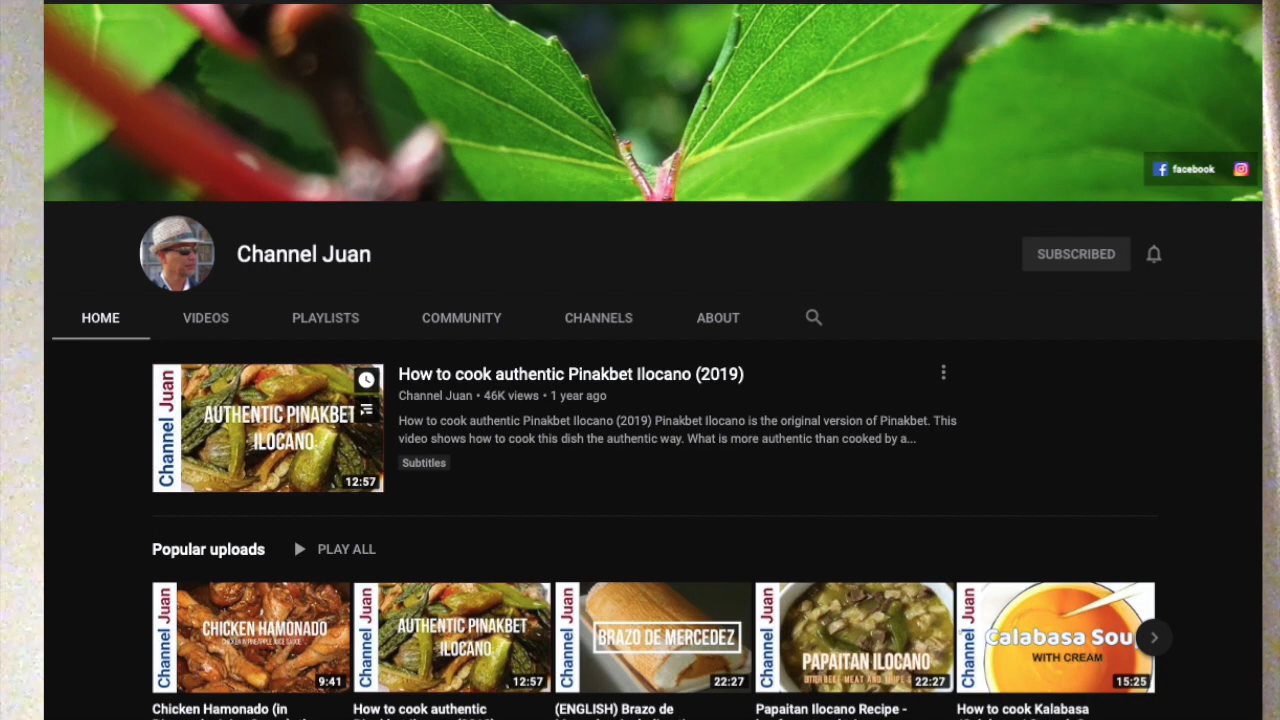 facebook
Channel Juan
SUBSCRIBED
HOME VIDEOS PLAYLISTS COMMUNITY CHANNELS ABOUT
Channel Juan
AUTHENTIC PINAKBET
ILOCANO
12:57
How to cook authentic Pinakbet Ilocano (2019)
Channel Juan • 46K views • 1 year ago
How to cook authentic Pinakbet Ilocano (2019) Pinakbet Ilocano is the original version of Pinakbet. This
video shows how to cook this dish the authentic way. What is more authentic than cooked by a...
Subtitles
Popular uploads PLAY ALL
Channel Juan
CHICKEN HAMONADO
9:41
Channel Juan
AUTHENTIC PINAKBET
ILOCANO
12:57
Channel Juan
BRAZO DE MERCEDEZ
22:27
Channel Juan
PAPAITAN ILOCANO
22:27
Channel Juan
Calabasa Sou
WITH CREAM
15:25
Chicken Hamonado (in
How to cook authentic
(ENGLISH) Brazo de
Papaitan Ilocano Recipe -
How to cook Kalabasa